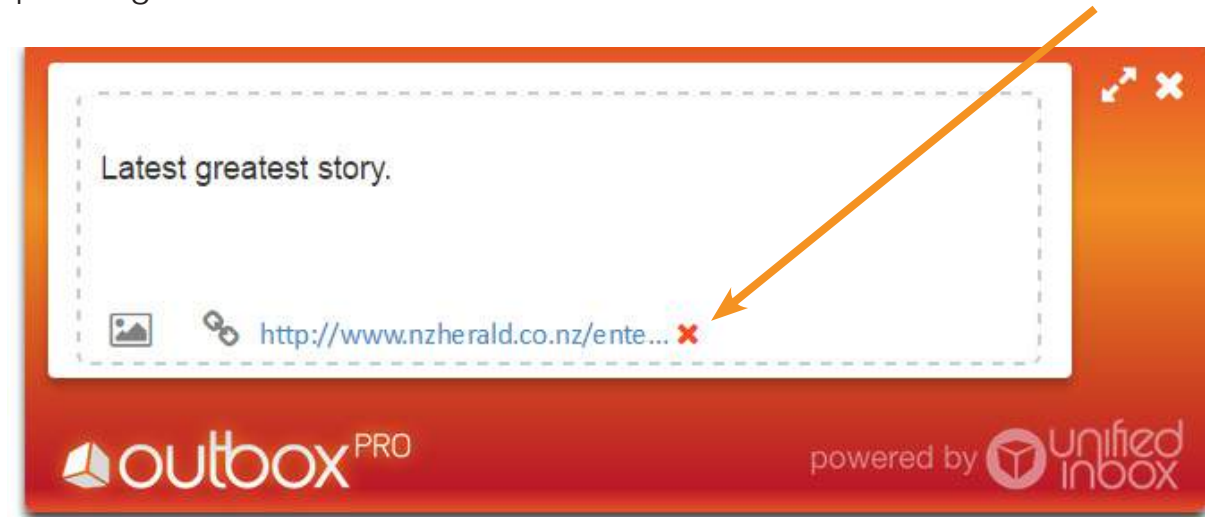 Latest greatest story.
http://www.nzherald.co.nz/ente...
outbox PRO
powered by unified inbox